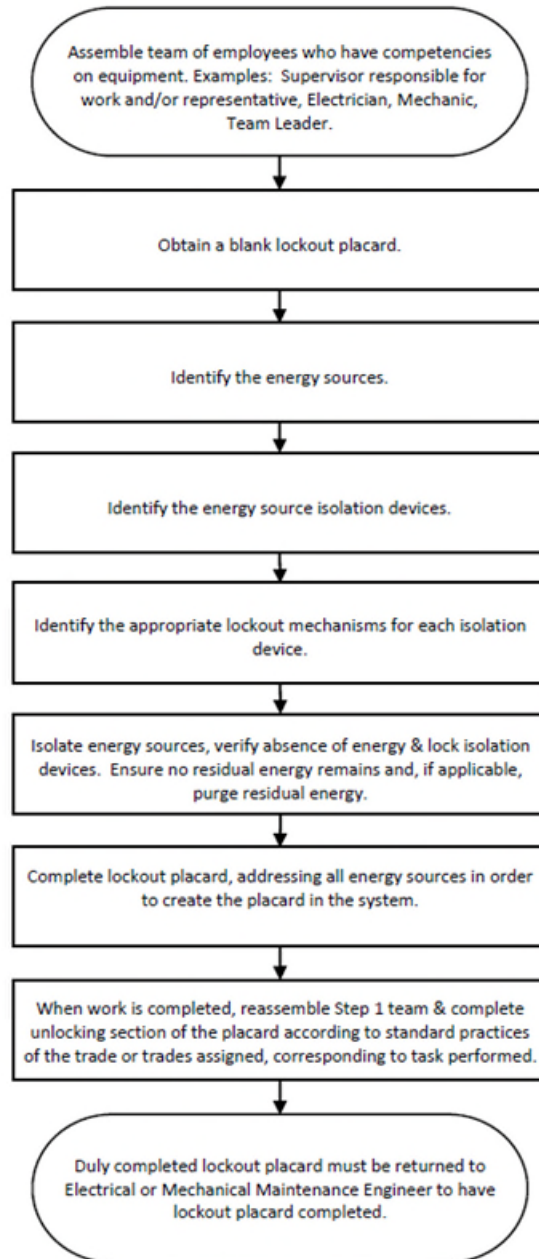 Assemble team of employees who have competencies
on equipment. Examples:  Supervisor responsible for
work and/or representative, Electrician, Mechanic,
Team Leader.
Obtain a blank lockout placard.
Identify the energy sources.
Identify the energy source isolation devices.
Identify the appropriate lockout mechanisms for each isolation
device.
Isolate energy sources, verify absence of energy & lock isolation
devices.  Ensure no residual energy remains and, if applicable,
purge residual energy.
Complete lockout placard, addressing all energy sources in order
to create the placard in the system.
When work is completed, reassemble Step 1 team & complete
unlocking section of the placard according to standard practices
of the trade or trades assigned, corresponding to task performed.
Duly completed lockout placard must be returned to
Electrical or Mechanical Maintenance Engineer to have
lockout placard completed.